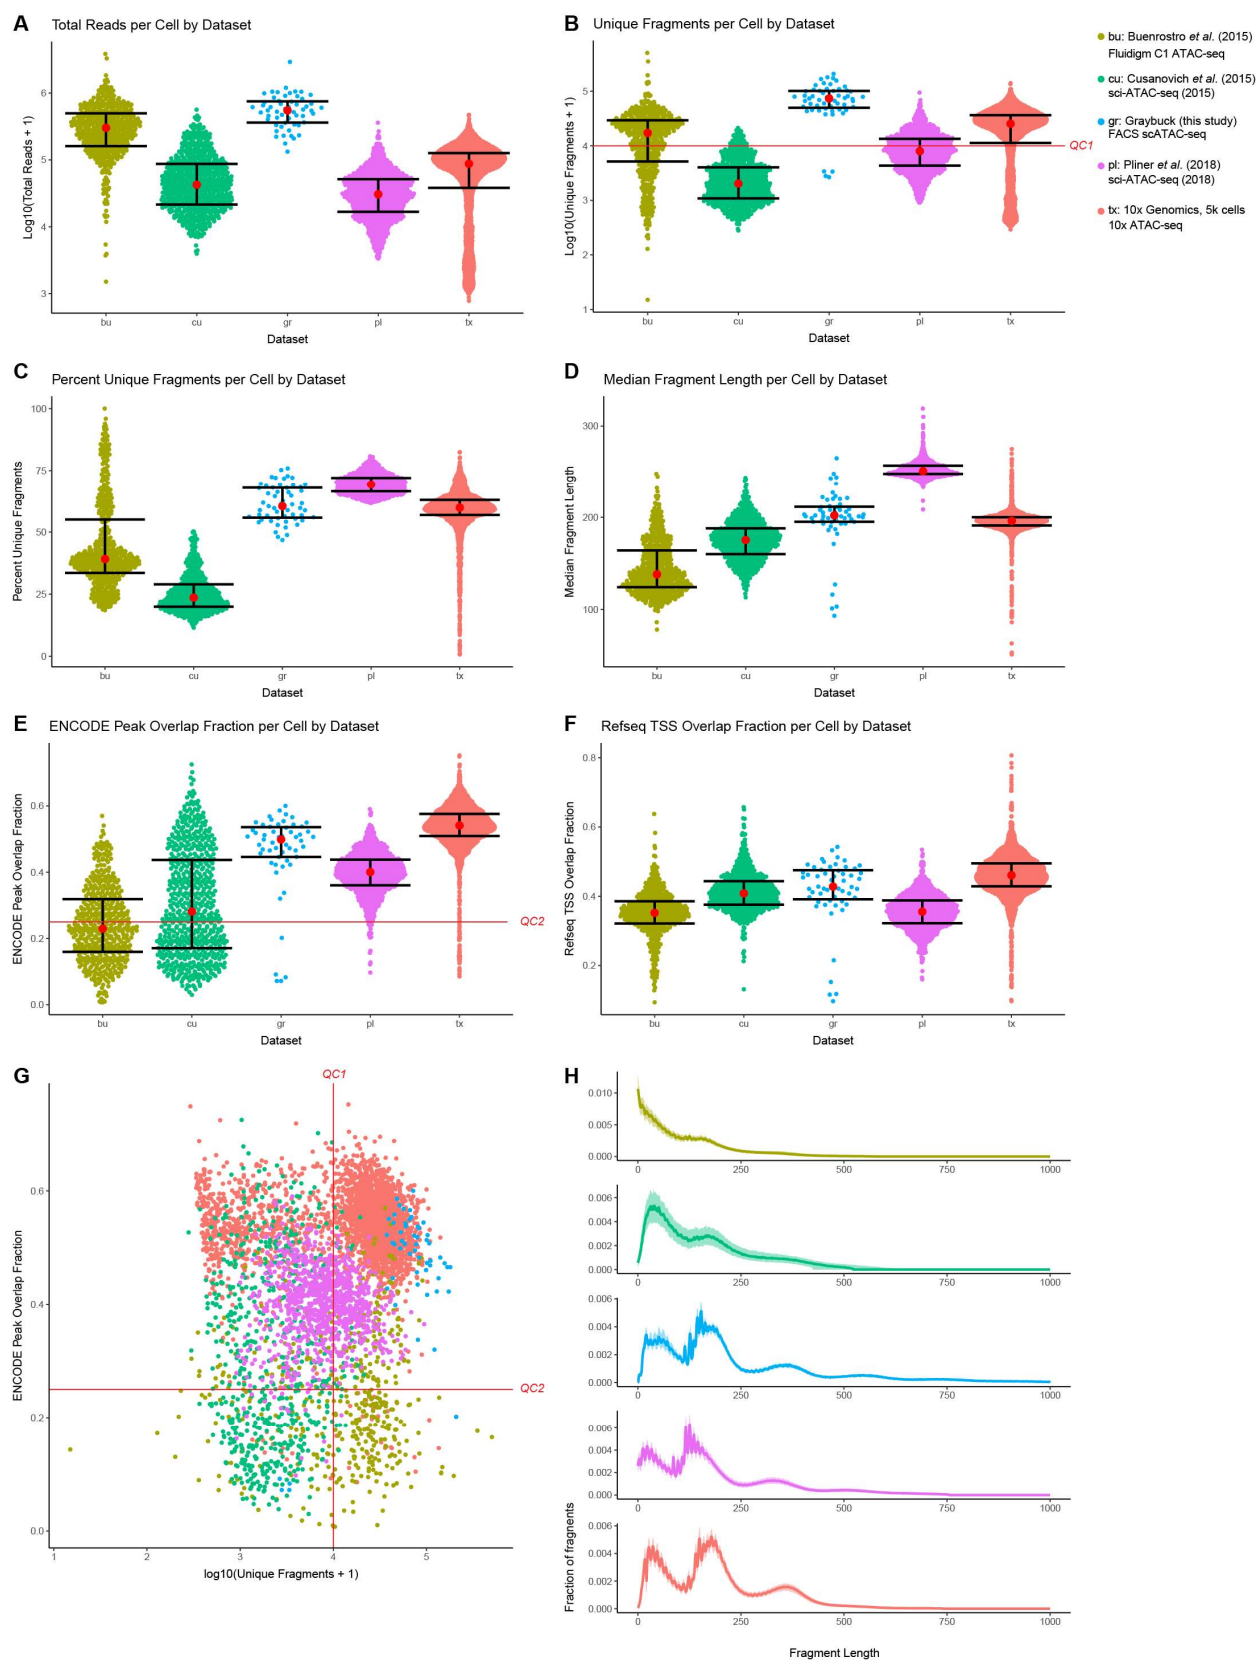 A Total Reads per Cell by Dataset
Log10(Total Reads + 1)
6
5
4
3
bu cu gr pl tx
Dataset
B Unique Fragments per Cell by Dataset
Log10(Unique Fragments + 1)
5
4
3
2
1
QC1
bu cu gr pl tx
Dataset
bu: Buenrostro et al. (2015)
Fluidigm C1 ATAC-seq
cu: Cusanovich et al. (2015)
sci-ATAC-seq (2015)
gr: Graybuck (this study)
FACS scATAC-seq
pl: Pliner et al. (2018)
sci-ATAC-seq (2018)
tx: 10x Genomics, 5k cells
10x ATAC-seq
C Percent Unique Fragments per Cell by Dataset
Percent Unique Fragments
100
75
50
25
0
bu cu gr pl tx
Dataset
D Median Fragment Length per Cell by Dataset
Median Fragment Length
300
200
100
bu cu gr pl tx
Dataset
E ENCODE Peak Overlap Fraction per Cell by Dataset
ENCODE Peak Overlap Fraction
0.6
0.4
0.2
0.0
QC2
bu cu gr pl tx
Dataset
F Refseq TSS Overlap Fraction per Cell by Dataset
Refseq TSS Overlap Fraction
0.8
0.6
0.4
0.2
bu cu gr pl tx
Dataset
G
QC1
ENCODE Peak Overlap Fraction
0.6
0.4
0.2
0.0
QC2
1 2 3 4 5
log10(Unique Fragments + 1)
H
0.010
0.005
0.000
0 250 500 750 1000
0.006
0.004
0.002
0.000
0 250 500 750 1000
0.006
0.004
0.002
0.000
0 250 500 750 1000
0.006
0.004
0.002
0.000
0 250 500 750 1000
Fraction of fragnents
0.006
0.004
0.002
0.000
0 250 500 750 1000
Fragment Length